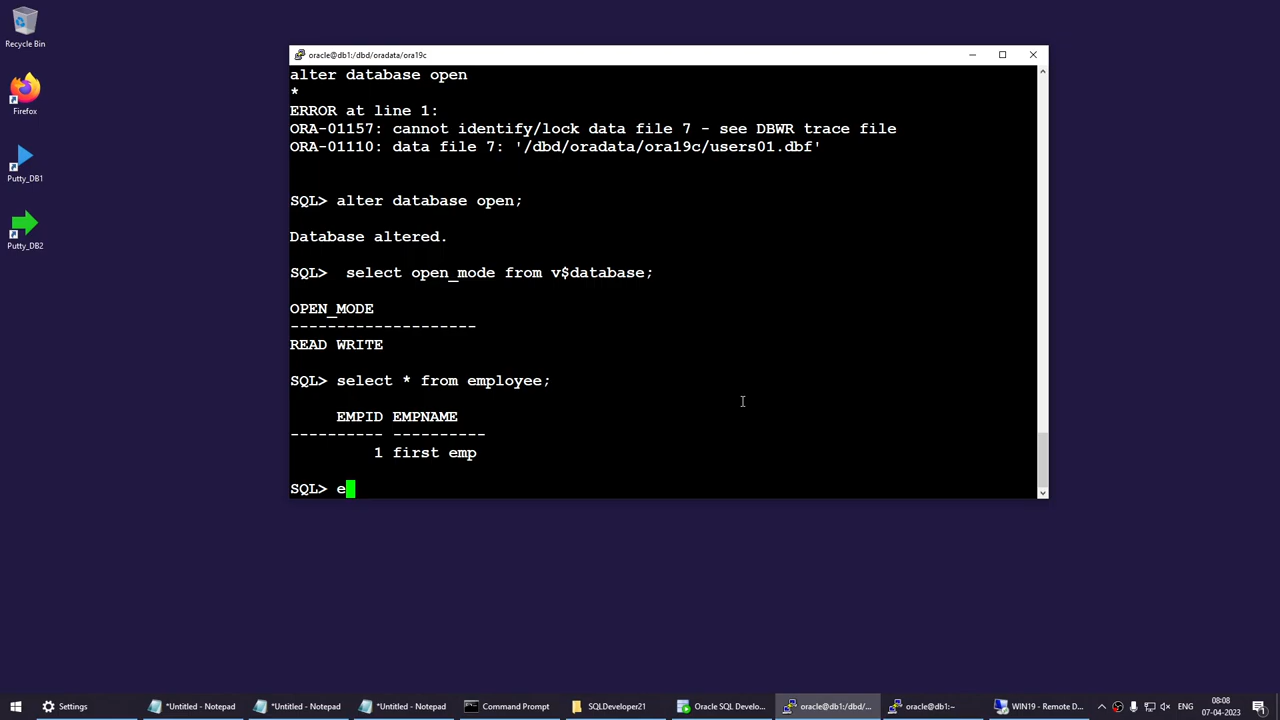 Recycle Bin
Firefox
Putty_DB1
Putty_DB2
oracle@db1:/dbd/oradata/ora19c
alter database open
*
ERROR at line 1:
ORA-01157: cannot identify/lock data file 7 - see DBWR trace file
ORA-01110: data file 7: '/dbd/oradata/ora19c/users01.dbf'
SQL> alter database open;
Database altered.
SQL>  select open_mode from v$database;
OPEN_MODE
--------------------
READ WRITE
SQL> select * from employee;
     EMPID EMPNAME
---------- ----------
         1 first emp
SQL> e
Settings
*Untitled - Notepad
*Untitled - Notepad
*Untitled - Notepad
Command Prompt
SQLDeveloper21
Oracle SQL Develo...
oracle@db1:/dbd/...
oracle@db1:~
WIN19 - Remote D...
ENG
08:08
07-04-2023
1